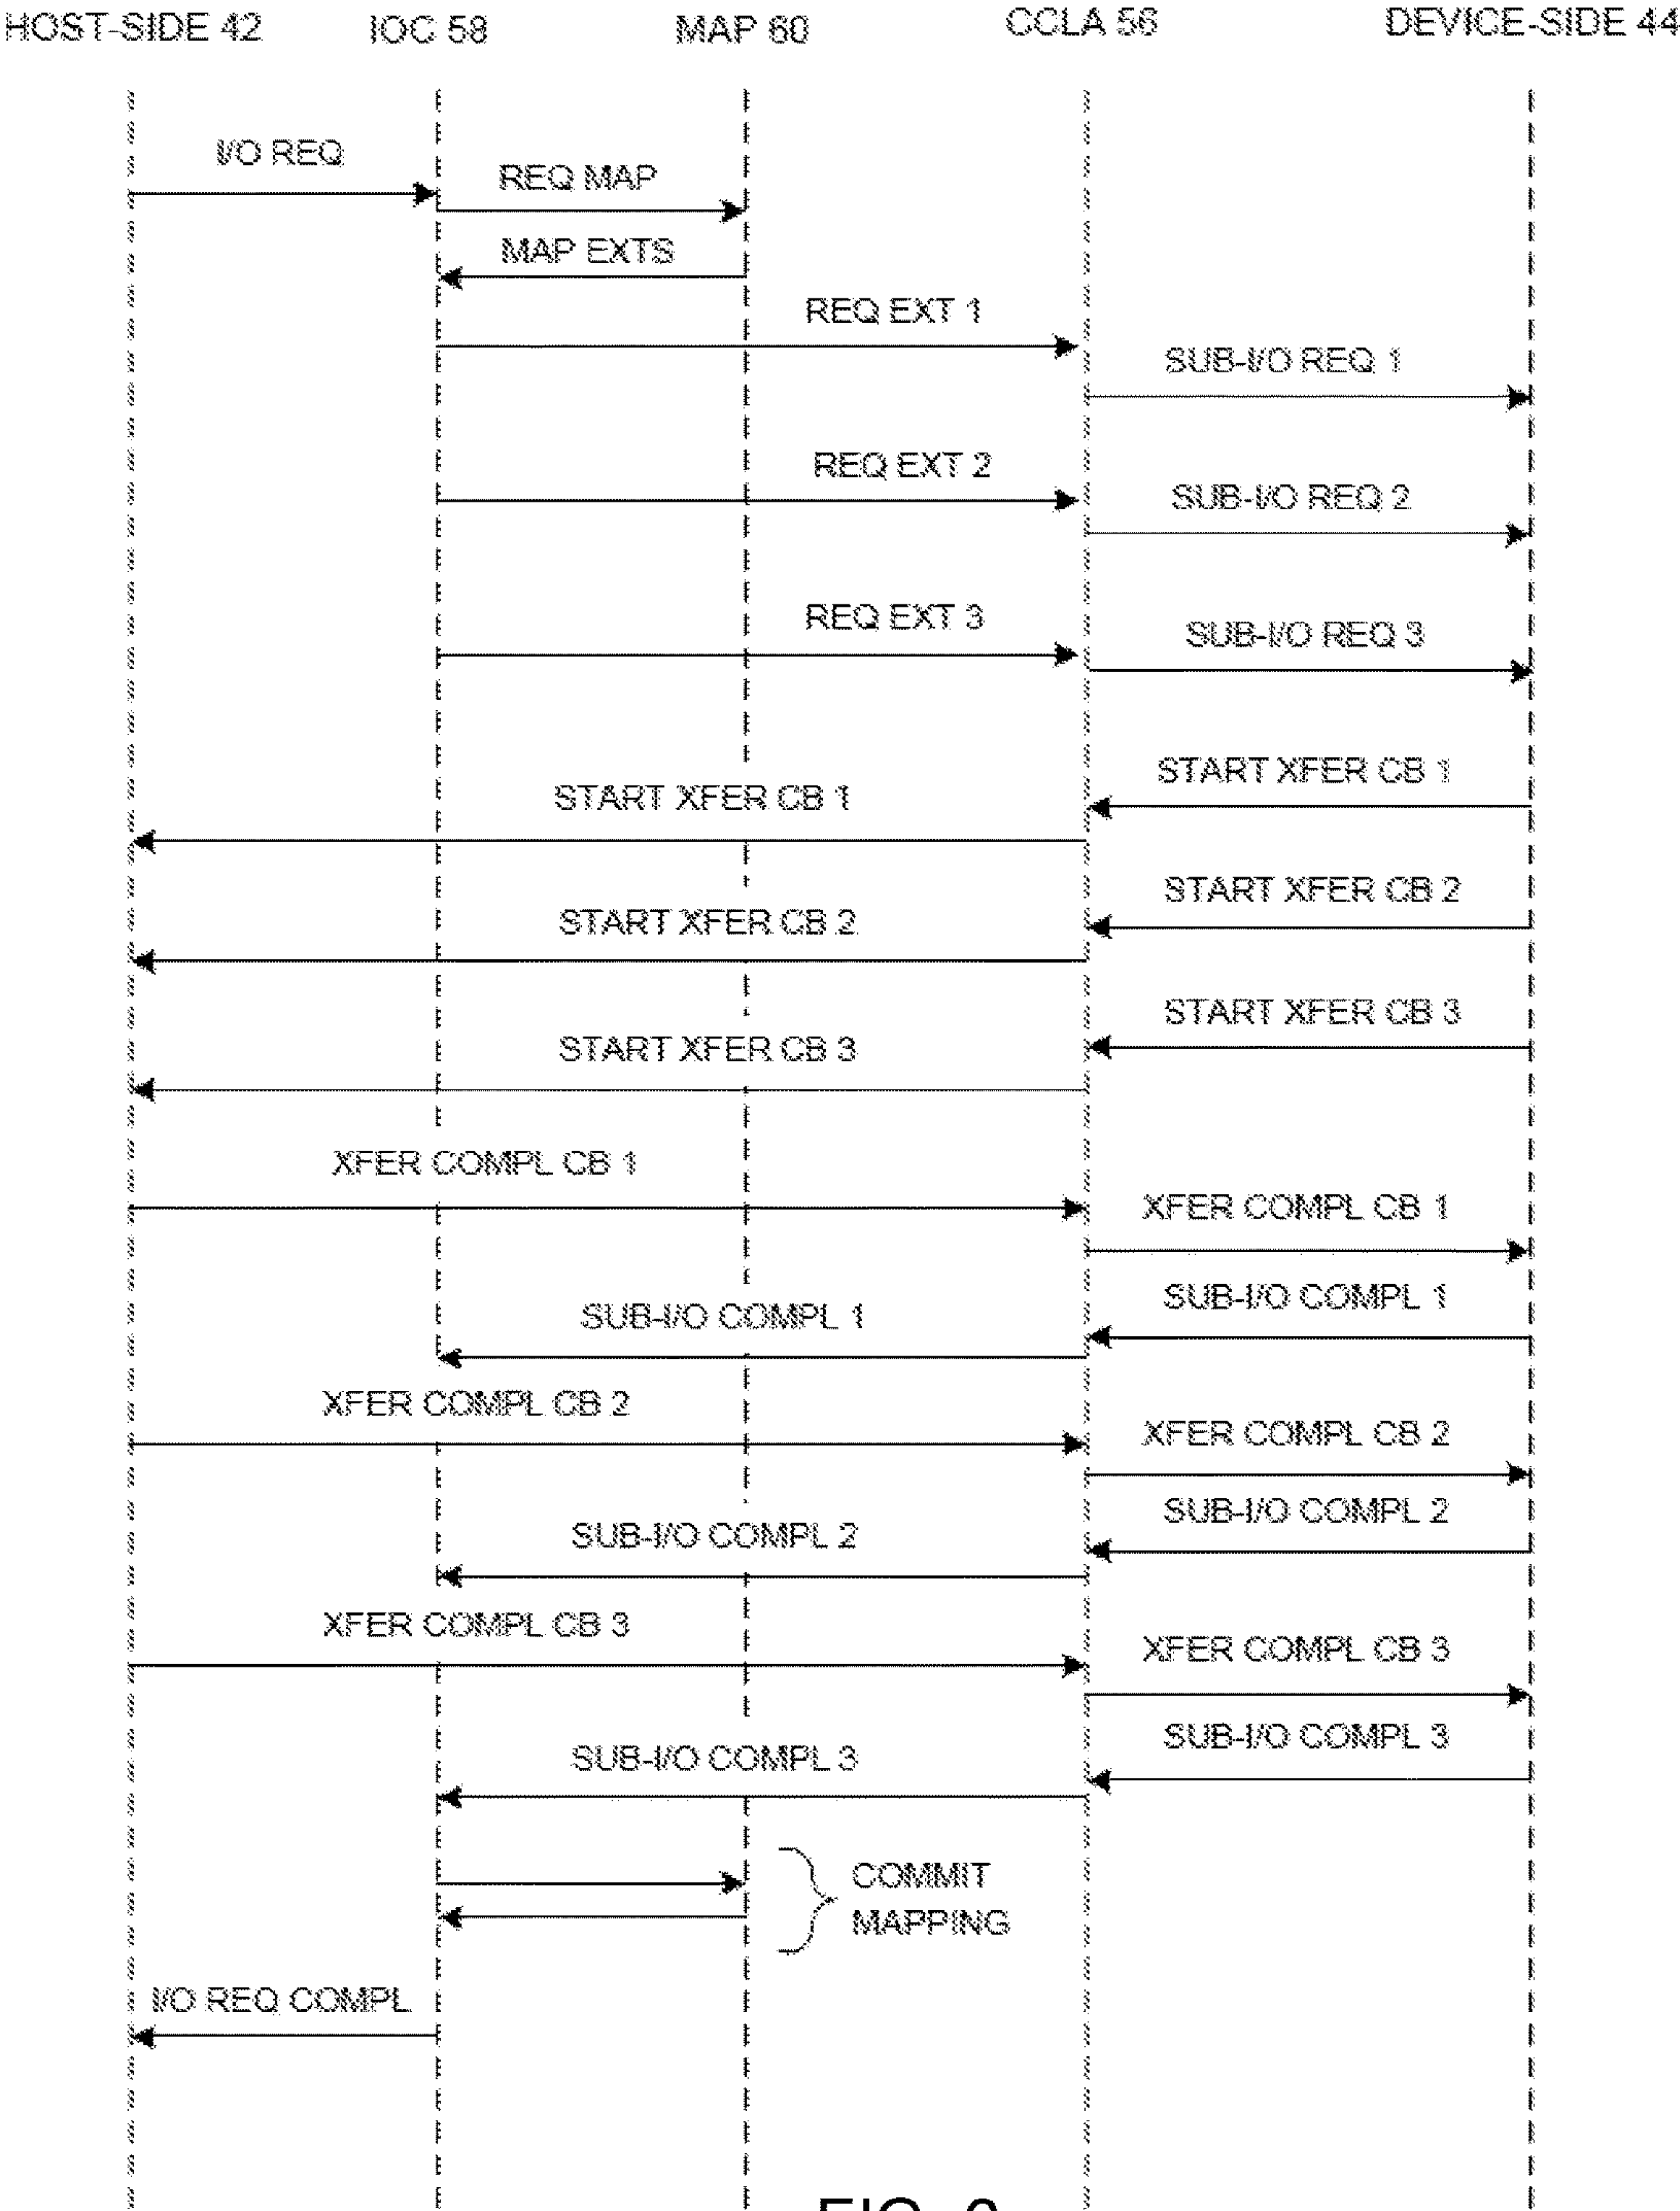 HOST-SIDE 42 IOC 58 MAP 60 CCLA 56 DEVICE-SIDE 44
I/O REQ
REQ MAP
MAP EXTS
REQ EXT 1
SUB-I/O REQ 1
REQ EXT 2
SUB-I/O REQ 2
REQ EXT 3
SUB-I/O REQ 3
START XFER CB 1
START XFER CB 1
START XFER CB 2
START XFER CB 2
START XFER CB 3
START XFER CB 3
XFER COMPL CB 1
XFER COMPL CB 1
SUB-I/O COMPL 1
SUB-I/O COMPL 1
XFER COMPL CB 2
XFER COMPL CB 2
SUB-I/O COMPL 2
SUB-I/O COMPL 2
XFER COMPL CB 3
XFER COMPL CB 3
SUB-I/O COMPL 3
SUB-I/O COMPL 3
COMMIT
MAPPING
I/O REQ COMPL
FIG.